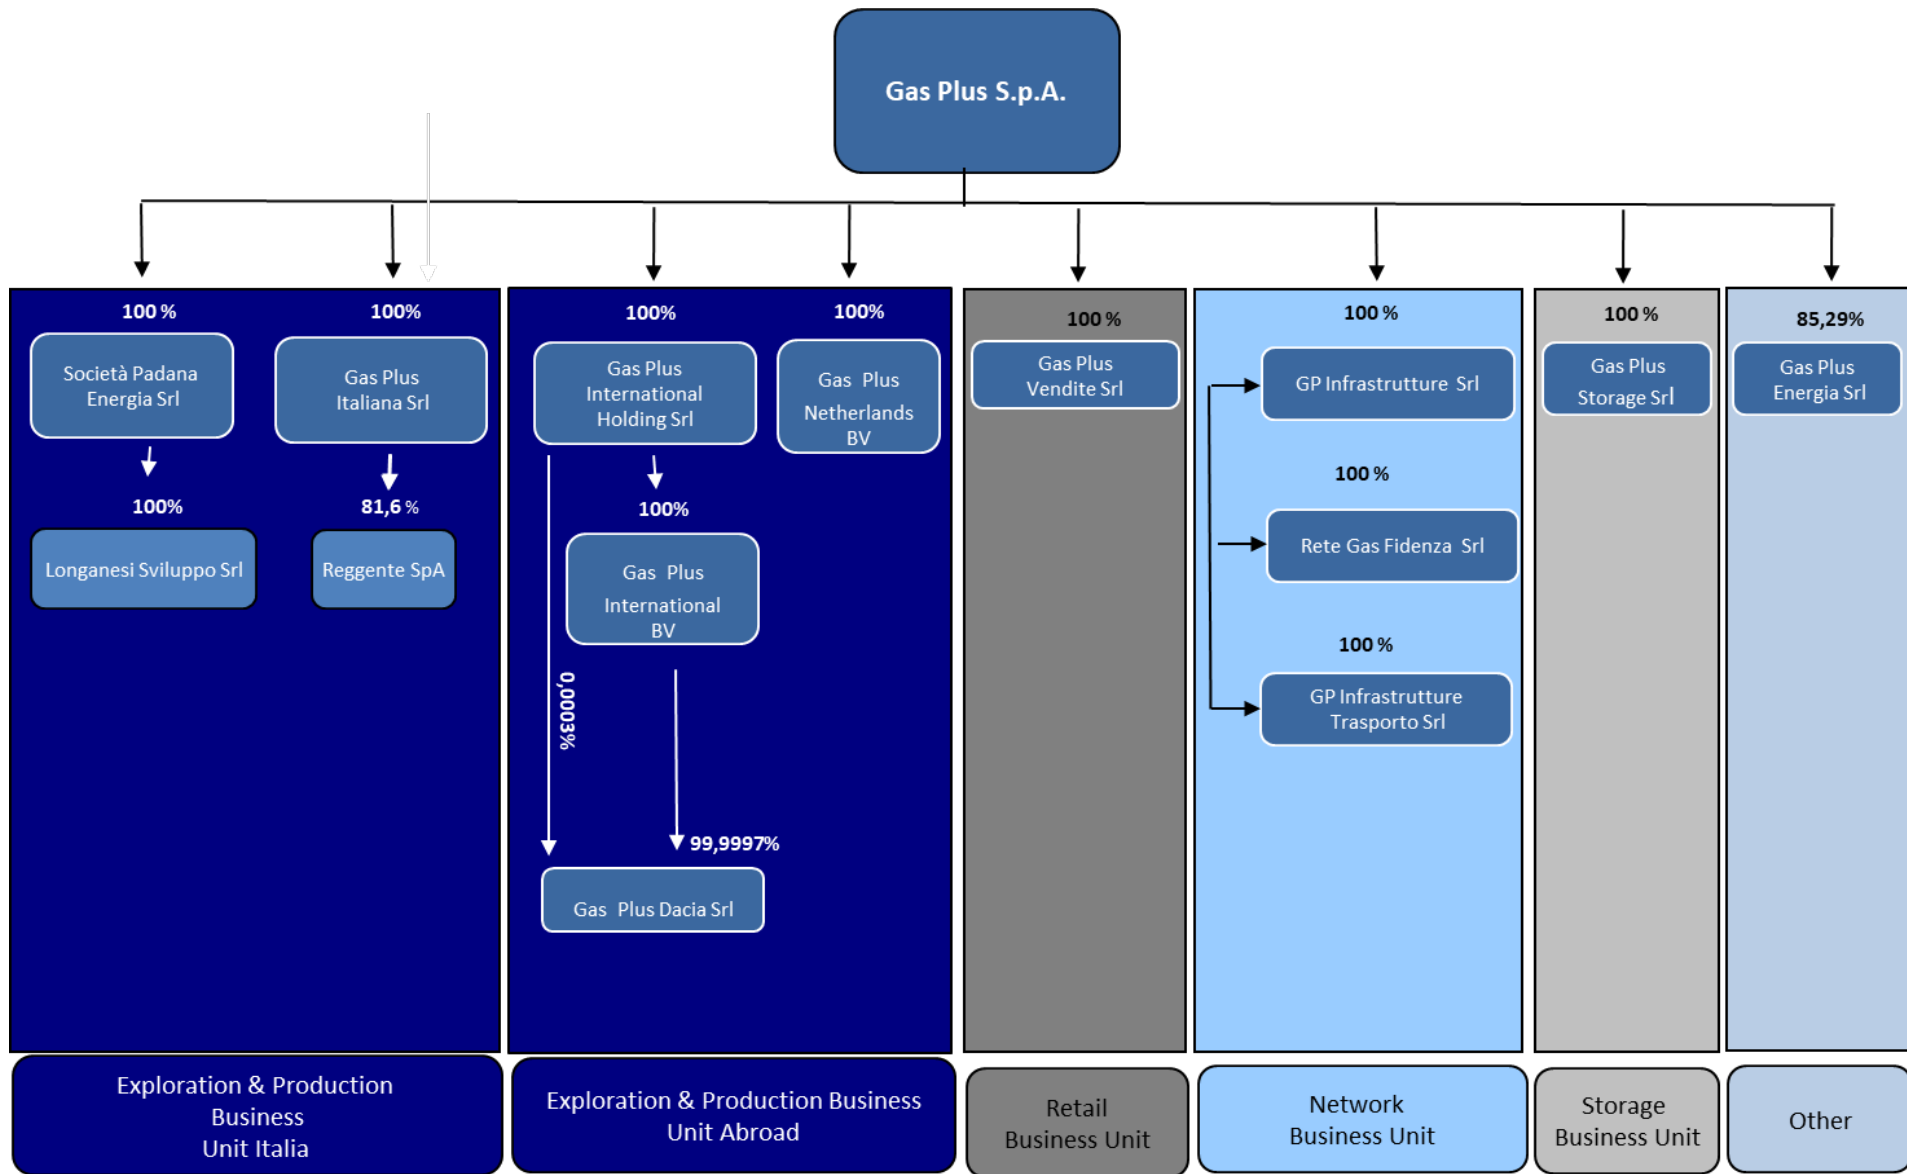 Gas Plus S.p.A.
100 %
Società Padana
Energia Srl
100%
Longanesi Sviluppo Srl
100%
Gas Plus
Italiana Srl
81,6 %
Reggente SpA
Exploration & Production
Business
Unit Italia
100%
Gas Plus
International
Holding Srl
100%
Gas Plus
Netherlands
BV
100%
Gas Plus
International
BV
0,0003%
99,9997%
Gas Plus Dacia Srl
Exploration & Production Business
Unit Abroad
100 %
Gas Plus
Vendite Srl
Retail
Business Unit
100 %
GP Infrastrutture Srl
100 %
Rete Gas Fidenza Srl
100 %
GP Infrastrutture
Trasporto Srl
Network
Business Unit
100 %
Gas Plus
Storage Srl
Storage
Business Unit
85,29%
Gas Plus
Energia Srl
Other